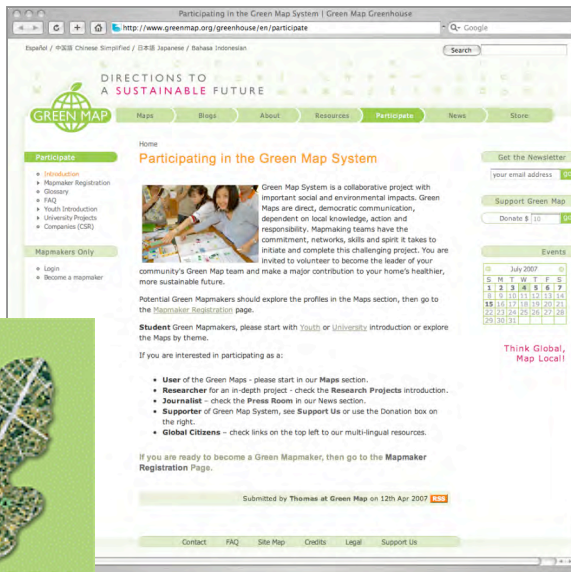 Participating in the Green Map System | Green Map Greenhouse
http://www.greenmap.org/greenhouse/en/participate
Google
Español / 中国語 Chinese Simplified / 日本語 Japanese / Bahasa Indonesian
Search
DIRECTIONS TO
A SUSTAINABLE FUTURE
GREEN MAP
Maps Blogs About Resources Participate News Store
Participate
Introduction
Mapmaker Registration
Glossary
FAQ
Youth Introduction
University Projects
Companies (CSR)
Mapmakers Only
Login
Become a mapmaker
Home
Participating in the Green Map System
Green Map System is a collaborative project with
important social and environmental impacts. Green
Maps are direct, democratic communication,
dependent on local knowledge, action and
responsibility. Mapmaking teams have the
commitment, networks, skills and spirit it takes to
initiate and complete this challenging project. You are
invited to volunteer to become the leader of your
community's Green Map team and make a major contribution to your home's healthier,
more sustainable future.
Potential Green Mapmakers should explore the profiles in the Maps section, then go to
the Mapmaker Registration page.
Student Green Mapmakers, please start with Youth or University introduction or explore
the Maps by theme.
If you are interested in participating as a:
User of the Green Maps - please start in our Maps section.
Researcher for an in-depth project - check the Research Projects introduction.
Journalist – check the Press Room in our News section.
Supporter of Green Map System, see Support Us or use the Donation box on
the right.
Global Citizens – check links on the top left to our multi-lingual resources.
If you are ready to become a Green Mapmaker, then go to the Mapmaker
Registration Page.
Submitted by Thomas at Green Map on 12th Apr 2007 RSS
Contact FAQ Site Map Credits Legal Support Us
Get the Newsletter
your email address go
Support Green Map
Donate $ 10 go
Events
July 2007
S M T W T F S
1 2 3 4 5 6 7
8 9 10 11 12 13 14
15 16 17 18 19 20 21
22 23 24 25 26 27 28
29 30 31
Think Global,
Map Local!